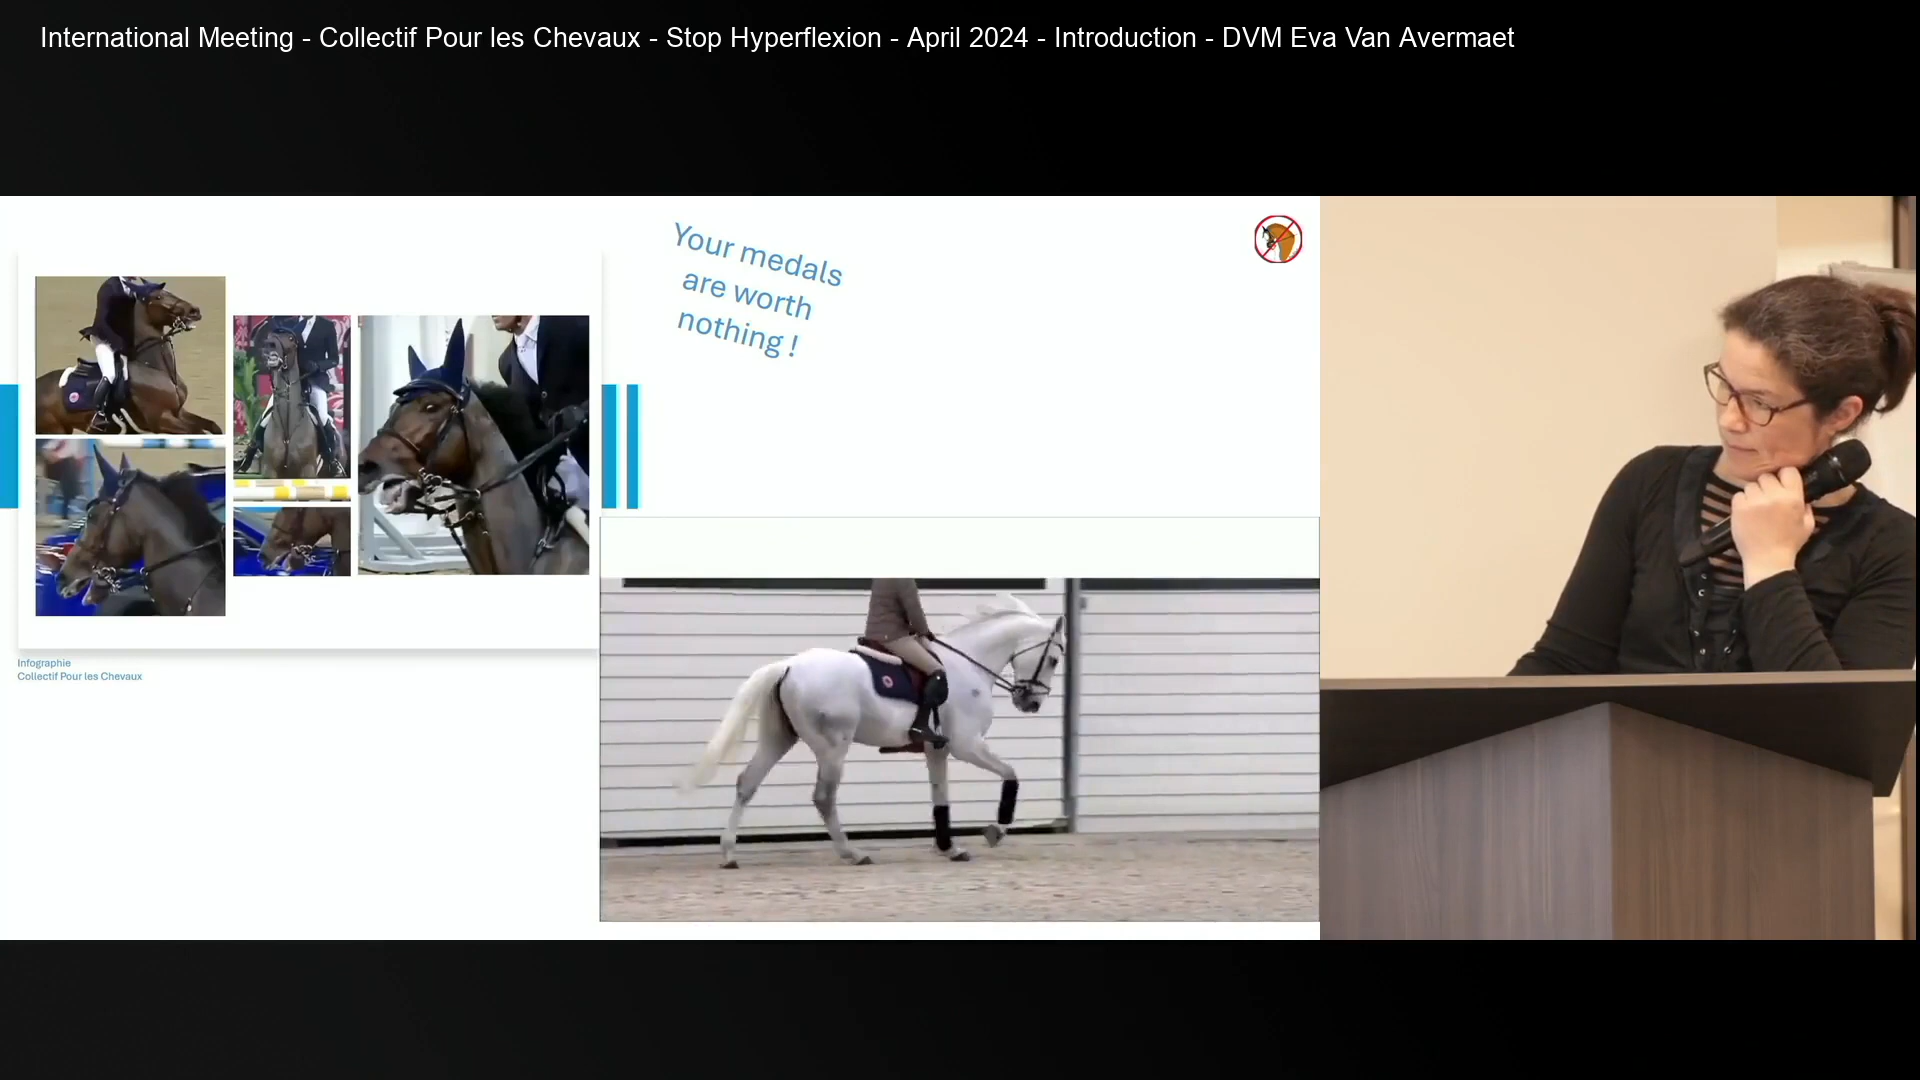 International Meeting - Collectif Pour les Chevaux - Stop Hyperflexion - April 2024 - Introduction - DVM Eva Van Avermaet
Your medals
are worth
nothing !
Infographie
Collectif Pour les Chevaux